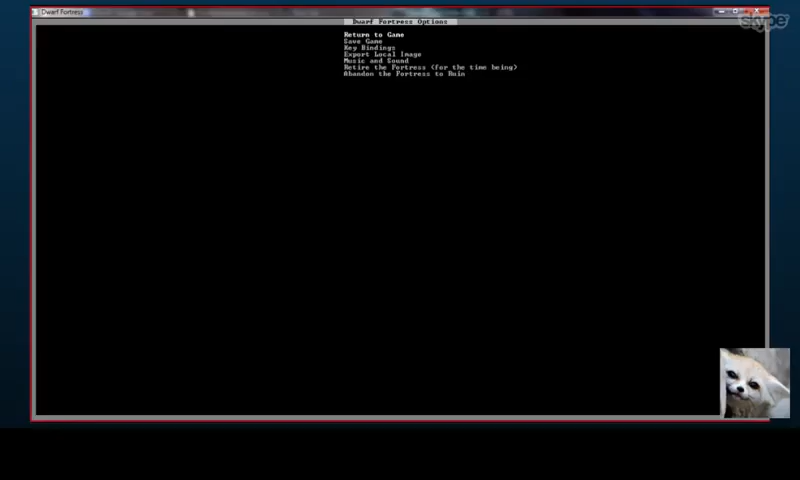 Dwarf Fortress
skype
Dwarf Fortress Options
Return to Game
Save Game
Key Bindings
Export Local Image
Music and Sound
Retire the Fortress (for the time being)
Abandon the Fortress to Ruin